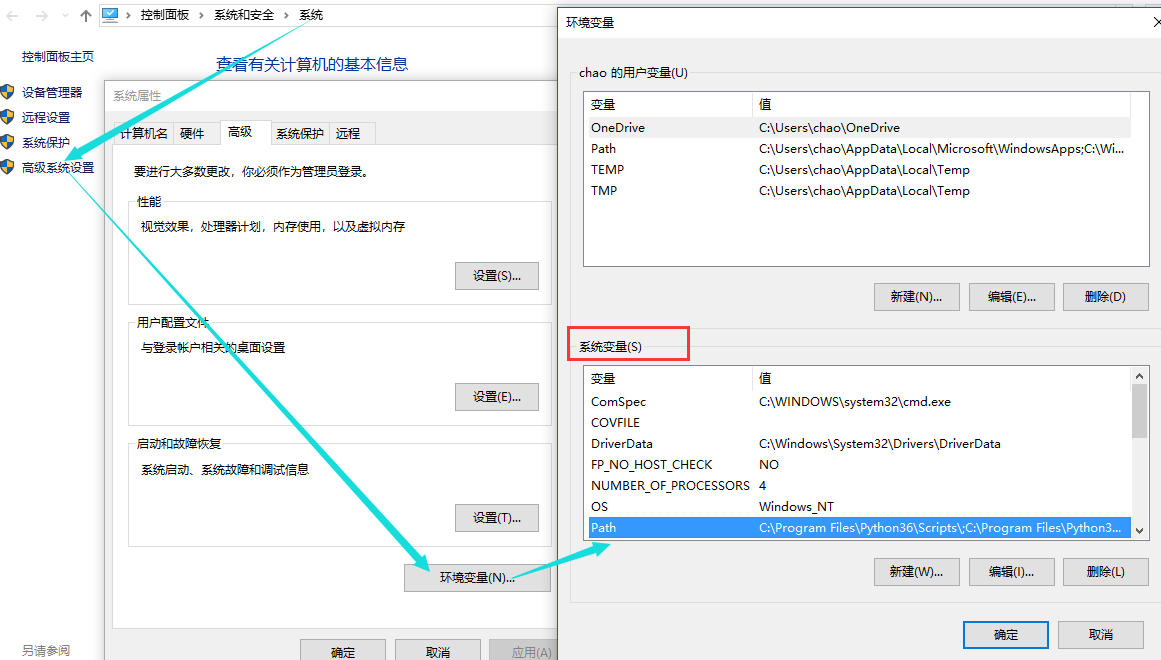 控制面板 › 系统和安全 › 系统
控制面板主页
设备管理器
远程设置
系统保护
高级系统设置
另请参阅
查看有关计算机的基本信息
系统属性
计算机名 硬件 高级 系统保护 远程
要进行大多数更改，你必须作为管理员登录。
性能
视觉效果，处理器计划，内存使用，以及虚拟内存
设置(S)...
用户配置文件
与登录帐户相关的桌面设置
设置(E)...
启动和故障恢复
系统启动、系统故障和调试信息
设置(T)...
环境变量(N)...
确定 取消 应用(A)
环境变量
chao 的用户变量(U)
变量 值
OneDrive C:\Users\chao\OneDrive
Path C:\Users\chao\AppData\Local\Microsoft\WindowsApps;C:\Wi...
TEMP C:\Users\chao\AppData\Local\Temp
TMP C:\Users\chao\AppData\Local\Temp
新建(N)... 编辑(E)... 删除(D)
系统变量(S)
变量 值
ComSpec C:\WINDOWS\system32\cmd.exe
COVFILE
DriverData C:\Windows\System32\Drivers\DriverData
FP_NO_HOST_CHECK NO
NUMBER_OF_PROCESSORS 4
OS Windows_NT
Path C:\Program Files\Python36\Scripts\;C:\Program Files\Python3...
新建(W)... 编辑(I)... 删除(L)
确定 取消